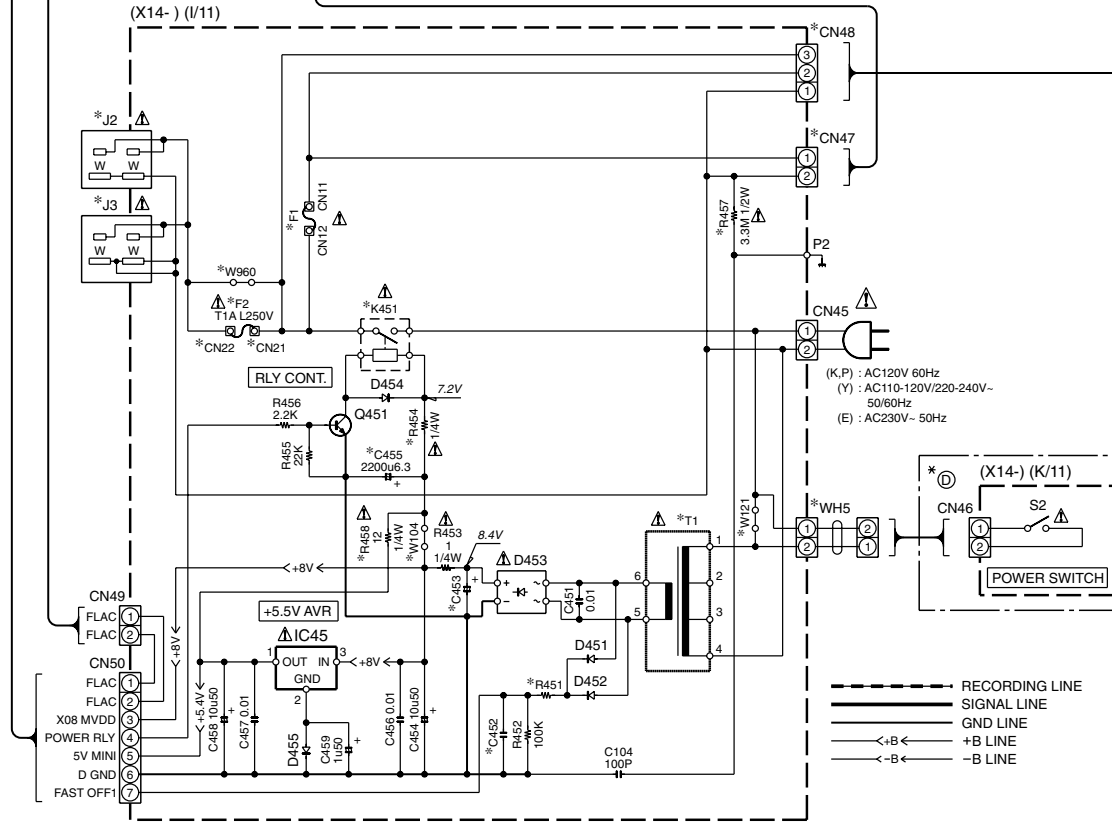 (X14- ) (I/11)
*CN48
3
2
1
*J2
W W
*CN47
1
2
*J3
W W
*F1
CN11
CN12
*R457
3.3M 1/2W
P2
*W960
*F2
T1A L250V
*CN22
*CN21
*K451
CN45
1
2
(K,P) : AC120V 60Hz
(Y) : AC110-120V/220-240V~
50/60Hz
(E) : AC230V~ 50Hz
RLY CONT.
D454
7.2V
R456
2.2K
Q451
*R454
1/4W
R455
22K
*C455
2200u6.3
+
*D
(X14-) (K/11)
CN46
S2
1
2
POWER SWITCH
*W121
*WH5
1 2
2 1
*R458
12
1/4W
*W104
R453
1
1/4W
8.4V
D453
*T1
1
2
3
4
6
5
+ ~
− ~
+8V
*C453
+
C451
0.01
CN49
FLAC 1
FLAC 2
+8V
+5.5V AVR
IC45
1 OUT IN 3
GND
2
+8V
D451
D452
CN50
FLAC 1
FLAC 2
X08 MVDD 3
POWER RLY 4
5V MINI 5
D GND 6
FAST OFF1 7
+5.4V
C458 10u50
+
C457 0.01
D455
C459
1u50
+
C456 0.01
C454 10u50
+
*R451
*C452
+
R452
100K
C104
100P
RECORDING LINE
SIGNAL LINE
GND LINE
+B +B LINE
−B −B LINE